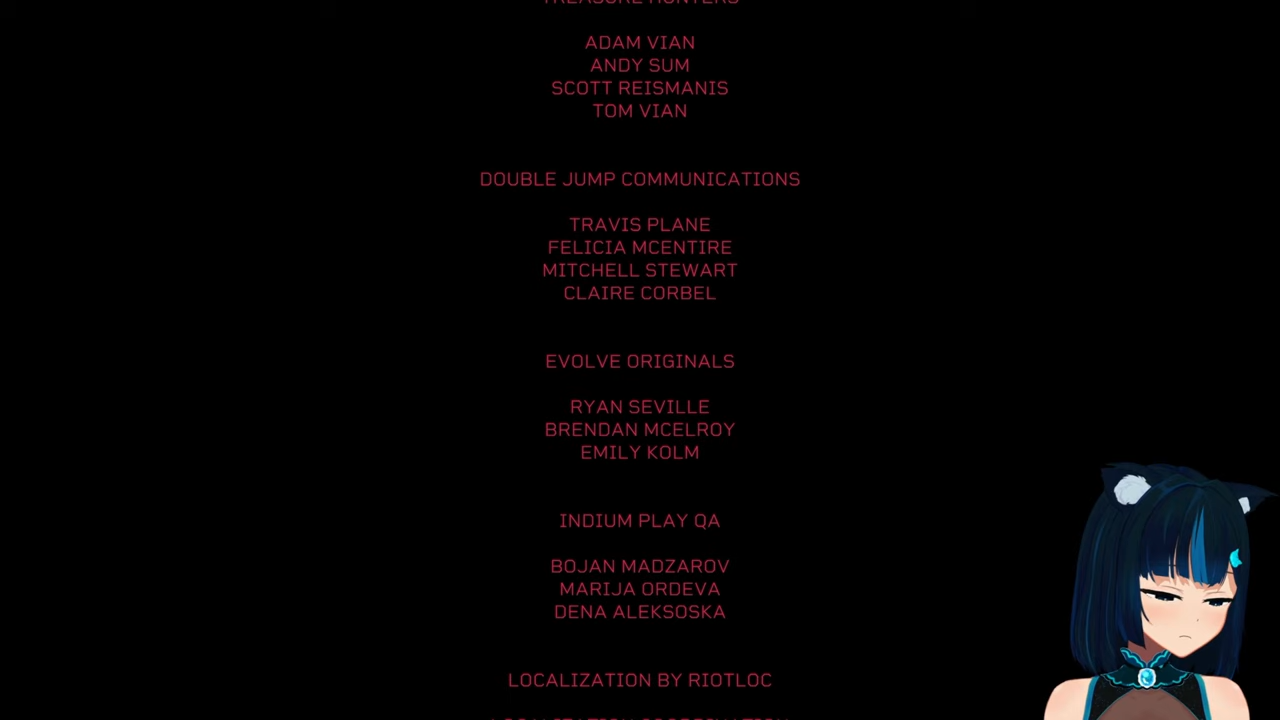 TREASURE HUNTERS
ADAM VIAN
ANDY SUM
SCOTT REISMANIS
TOM VIAN
DOUBLE JUMP COMMUNICATIONS
TRAVIS PLANE
FELICIA MCENTIRE
MITCHELL STEWART
CLAIRE CORBEL
EVOLVE ORIGINALS
RYAN SEVILLE
BRENDAN MCELROY
EMILY KOLM
INDIUM PLAY QA
BOJAN MADZAROV
MARIJA ORDEVA
DENA ALEKSOSKA
LOCALIZATION BY RIOTLOC